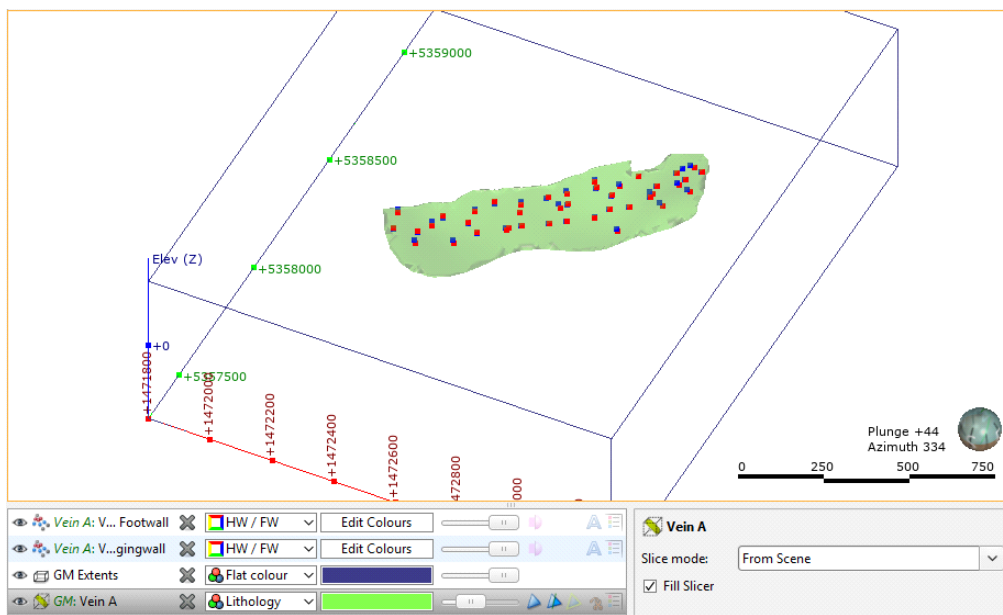 +5359000
+5358500
Elev (Z)
+5358000
+0
+5357500
+1471800
+1472000
+1472200
+1472400
+1472600
472800
000
Plunge +44
Azimuth 334
0 250 500 750
Vein A: V... Footwall HW / FW Edit Colours
Vein A: V...gingwall HW / FW Edit Colours
GM Extents Flat colour
GM: Vein A Lithology
Vein A
Slice mode: From Scene
Fill Slicer